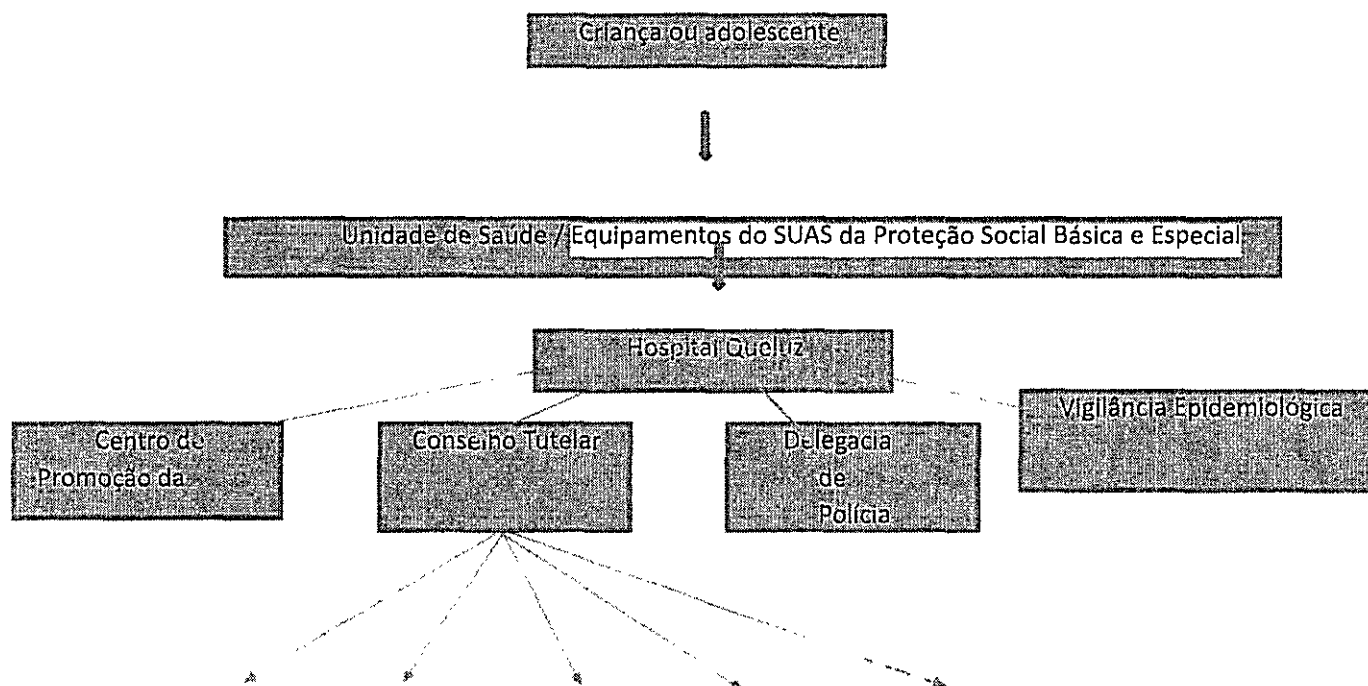 Criança ou adolescente
Unidade de Saúde / Equipamentos do SUAS da Proteção Social Básica e Especial
Hospital Queluz
Vigilância Epidemiológica
Centro de
Promoção da
Conselho Tutelar
Delegacia
de
Polícia